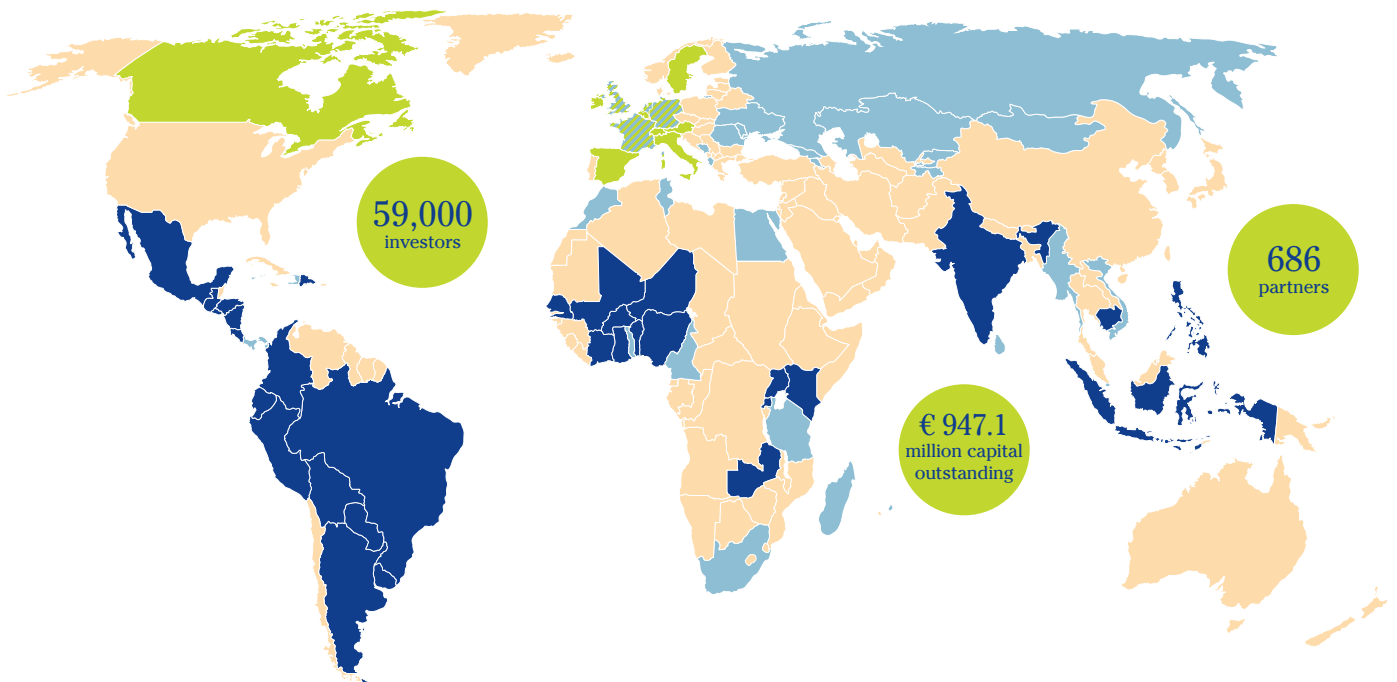 59,000
investors
686
partners
€ 947.1
million capital
outstanding